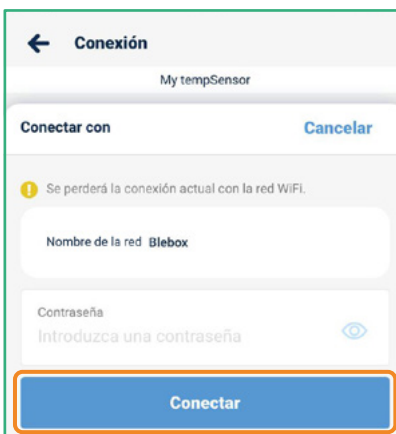 Conexión
My tempSensor
Conectar con Cancelar
Se perderá la conexión actual con la red WiFi.
Nombre de la red Blebox
Contraseña
Introduzca una contraseña
Conectar